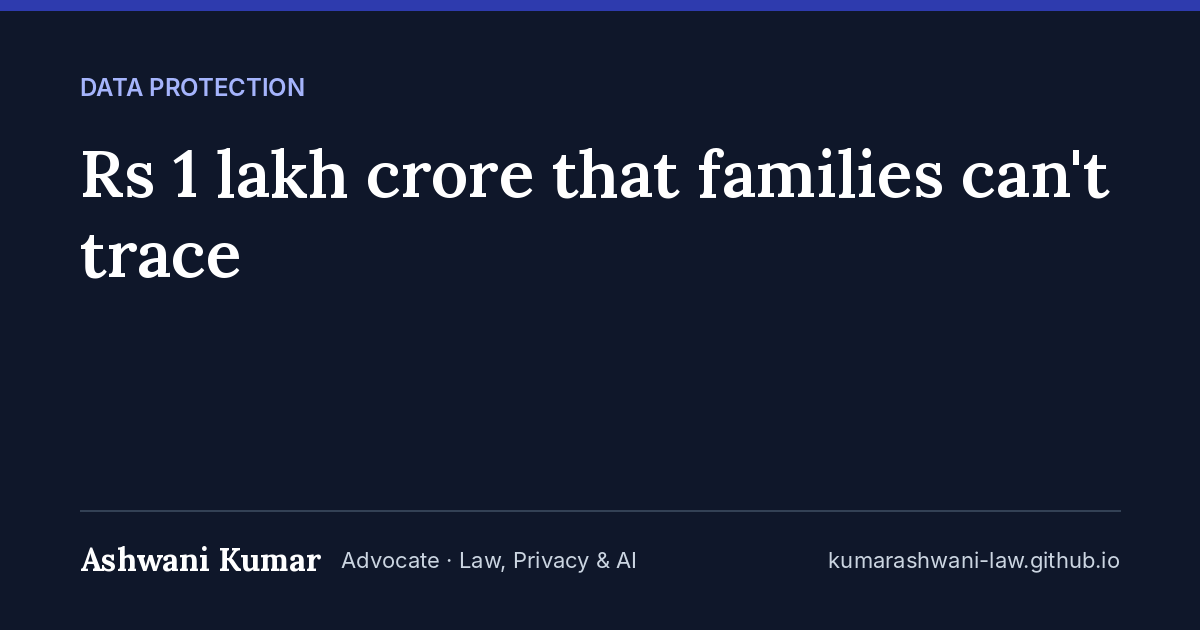 DATA PROTECTION
Rs 1 lakh crore that families can't
trace
Ashwani Kumar Advocate · Law, Privacy & AI kumarashwani-law.github.io